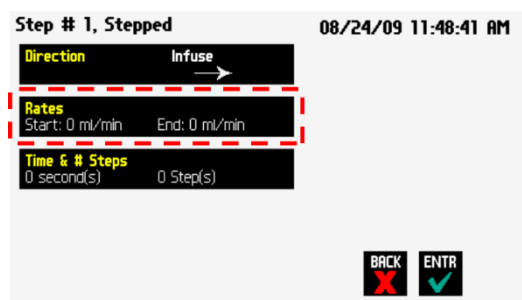 Step # 1, Stepped 08/24/09 11:48:41 AM
Direction Infuse
Rates
Start: 0 ml/min End: 0 ml/min
Time & # Steps
0 second(s) 0 Step(s)
BACK ENTR